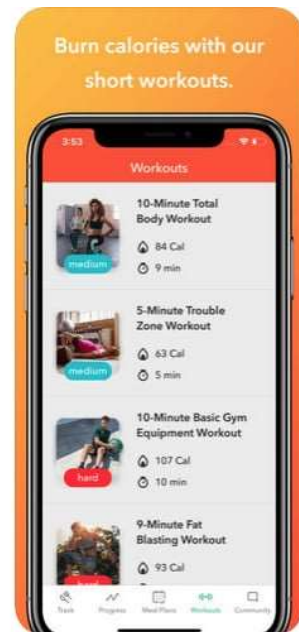 Burn calories with our
short workouts.
3:53
Workouts
10-Minute Total
Body Workout
84 Cal
medium
9 min
5-Minute Trouble
Zone Workout
63 Cal
medium
5 min
10-Minute Basic Gym
Equipment Workout
107 Cal
hard
10 min
9-Minute Fat
Blasting Workout
93 Cal
hard
Track Progress Meal Plans Workouts Community